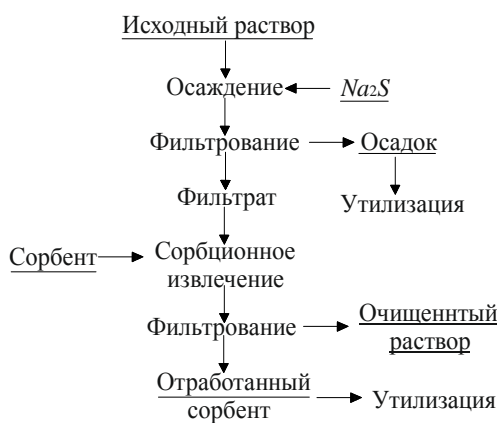 Исходный раствор
Осаждение
Na2S
Фильтрование
Осадок
Фильтрат
Утилизация
Сорбент
Сорбционное
извлечение
Фильтрование
Очищеннтый
раствор
Отработанный
сорбент
Утилизация